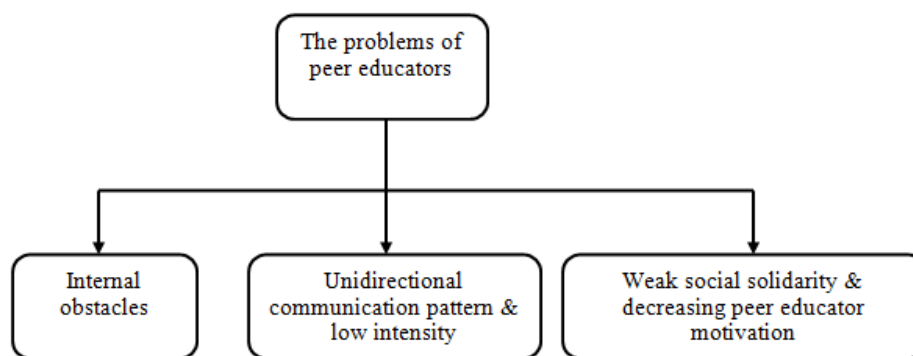 The problems of
peer educators
Internal
obstacles
Unidirectional
communication pattern &
low intensity
Weak social solidarity &
decreasing peer educator
motivation